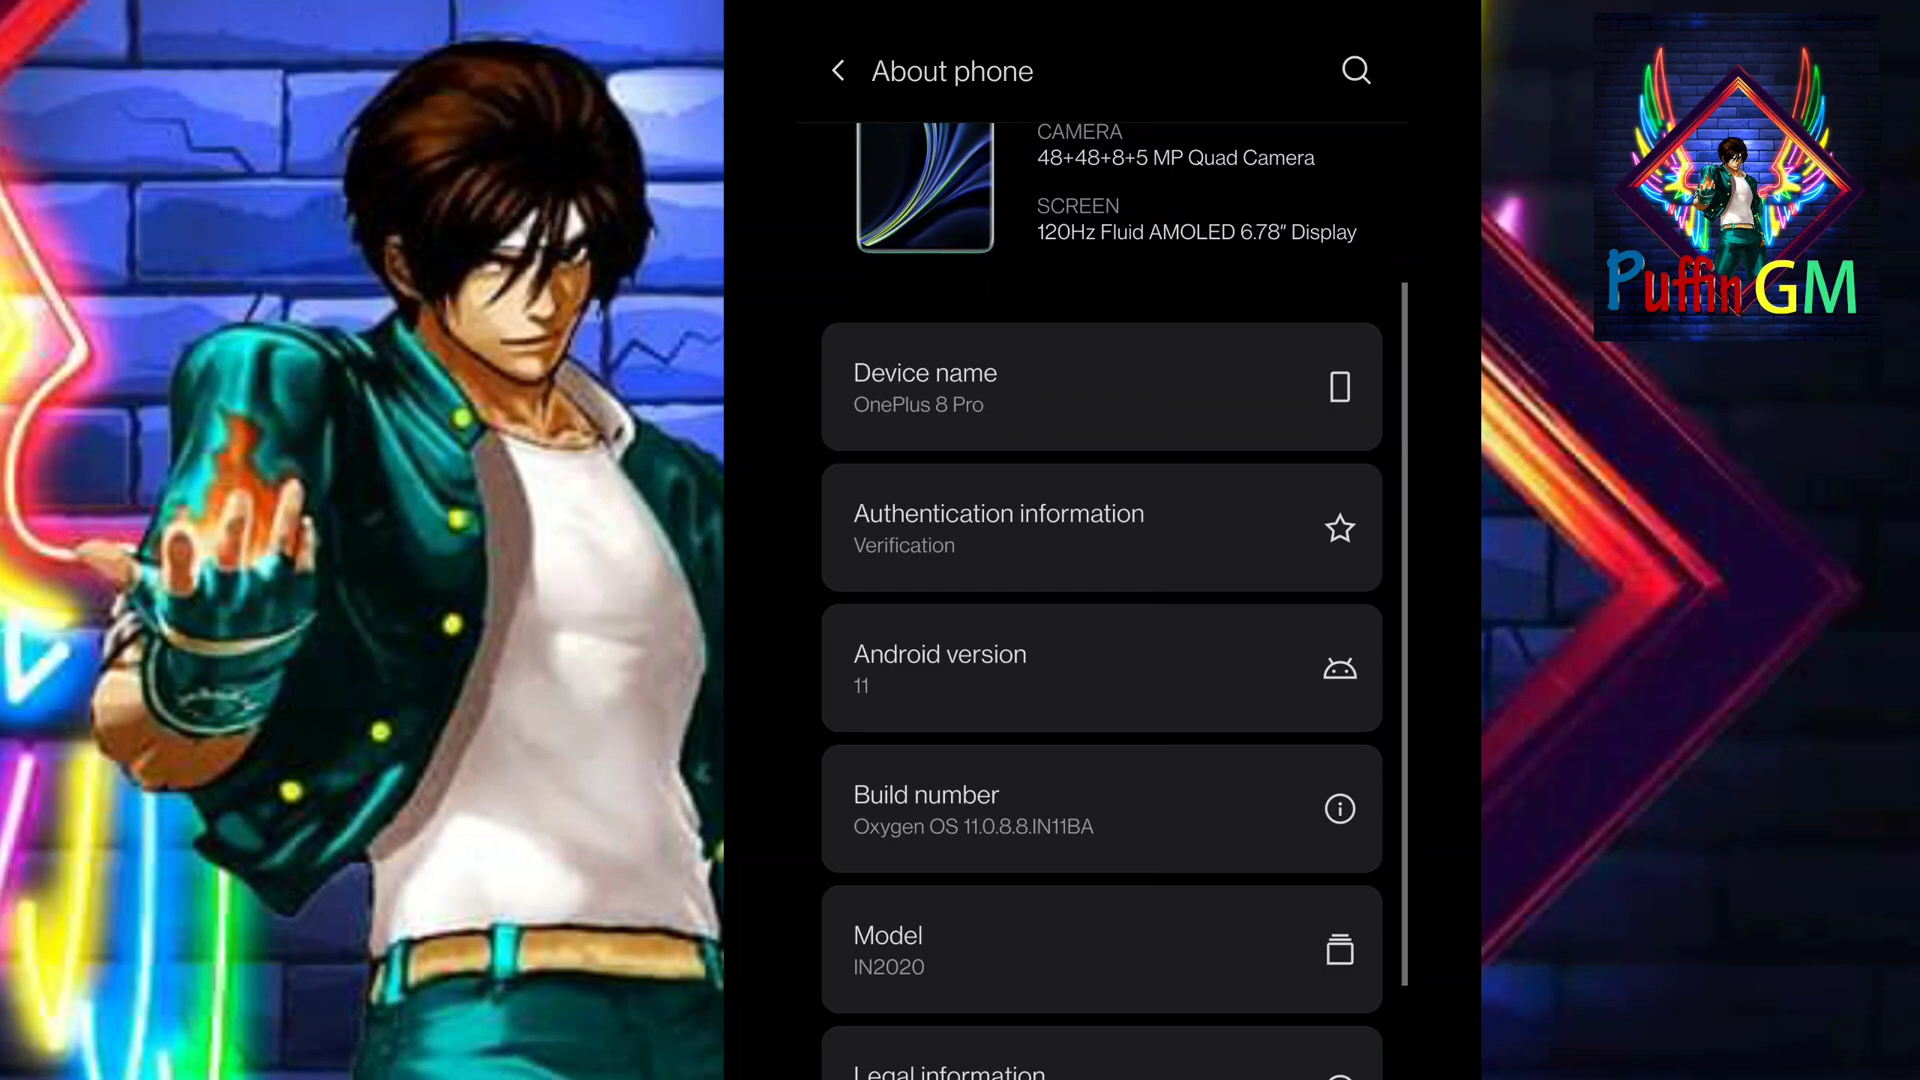 About phone
CAMERA
48+48+8+5 MP Quad Camera
SCREEN
120Hz Fluid AMOLED 6.78" Display
Device name
OnePlus 8 Pro
Authentication information
Verification
Android version
11
Build number
Oxygen OS 11.0.8.8.IN11BA
Model
IN2020
Legal information
Puffin GM